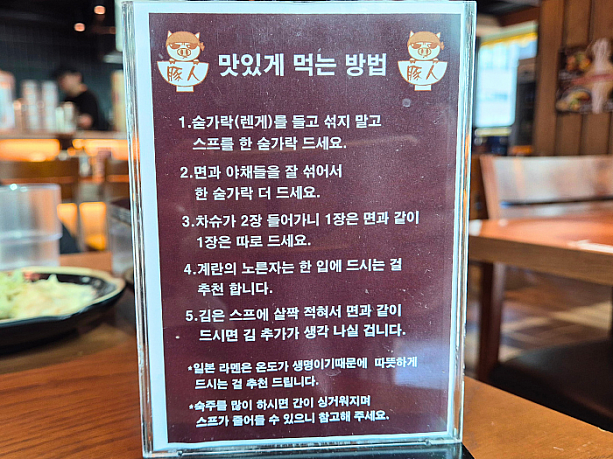 豚人 맛있게 먹는 방법 豚人
1.숟가락(렌게)를 들고 섞지 말고
스프를 한 숟가락 드세요.
2.면과 야채들을 잘 섞어서
한 숟가락 더 드세요.
3.차슈가 2장 들어가니 1장은 면과 같이
1장은 따로 드세요.
4.계란의 노른자는 한 입에 드시는 걸
추천 합니다.
5.김은 스프에 살짝 적혀서 면과 같이
드시면 김 추가가 생각 나실 겁니다.
*일본 라멘은 온도가 생명이기때문에 따뜻하게
드시는 걸 추천 드립니다.
*숙주를 많이 하시면 간이 싱거워지며
스프가 줄어들 수 있으니 참고해 주세요.